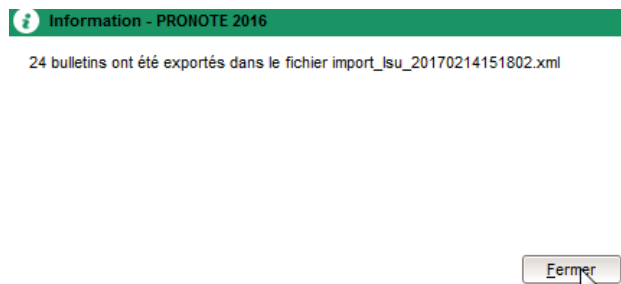 Information - PRONOTE 2016
24 bulletins ont été exportés dans le fichier import_lsu_20170214151802.xml
Fermer